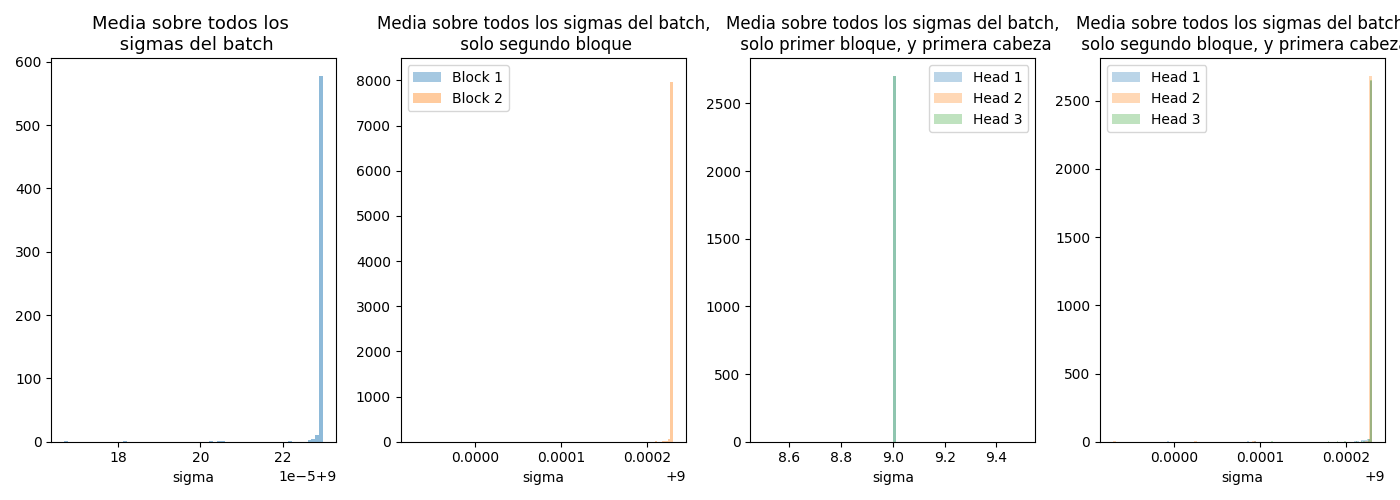 Media sobre todos los
sigmas del batch
600
500
400
300
200
100
0
18
20
22
1e-5+9
sigma
Media sobre todos los sigmas del batch,
solo segundo bloque
Block 1
Block 2
8000
7000
6000
5000
4000
3000
2000
1000
0
0.0000
0.0001
0.0002
+9
sigma
Media sobre todos los sigmas del batch,
solo primer bloque, y primera cabeza
Head 1
Head 2
Head 3
2500
2000
1500
1000
500
0
8.6
8.8
9.0
9.2
9.4
sigma
Media sobre todos los sigmas del batch
solo segundo bloque, y primera cabeza
Head 1
Head 2
Head 3
2500
2000
1500
1000
500
0
0.0000
0.0001
0.0002
+9
sigma